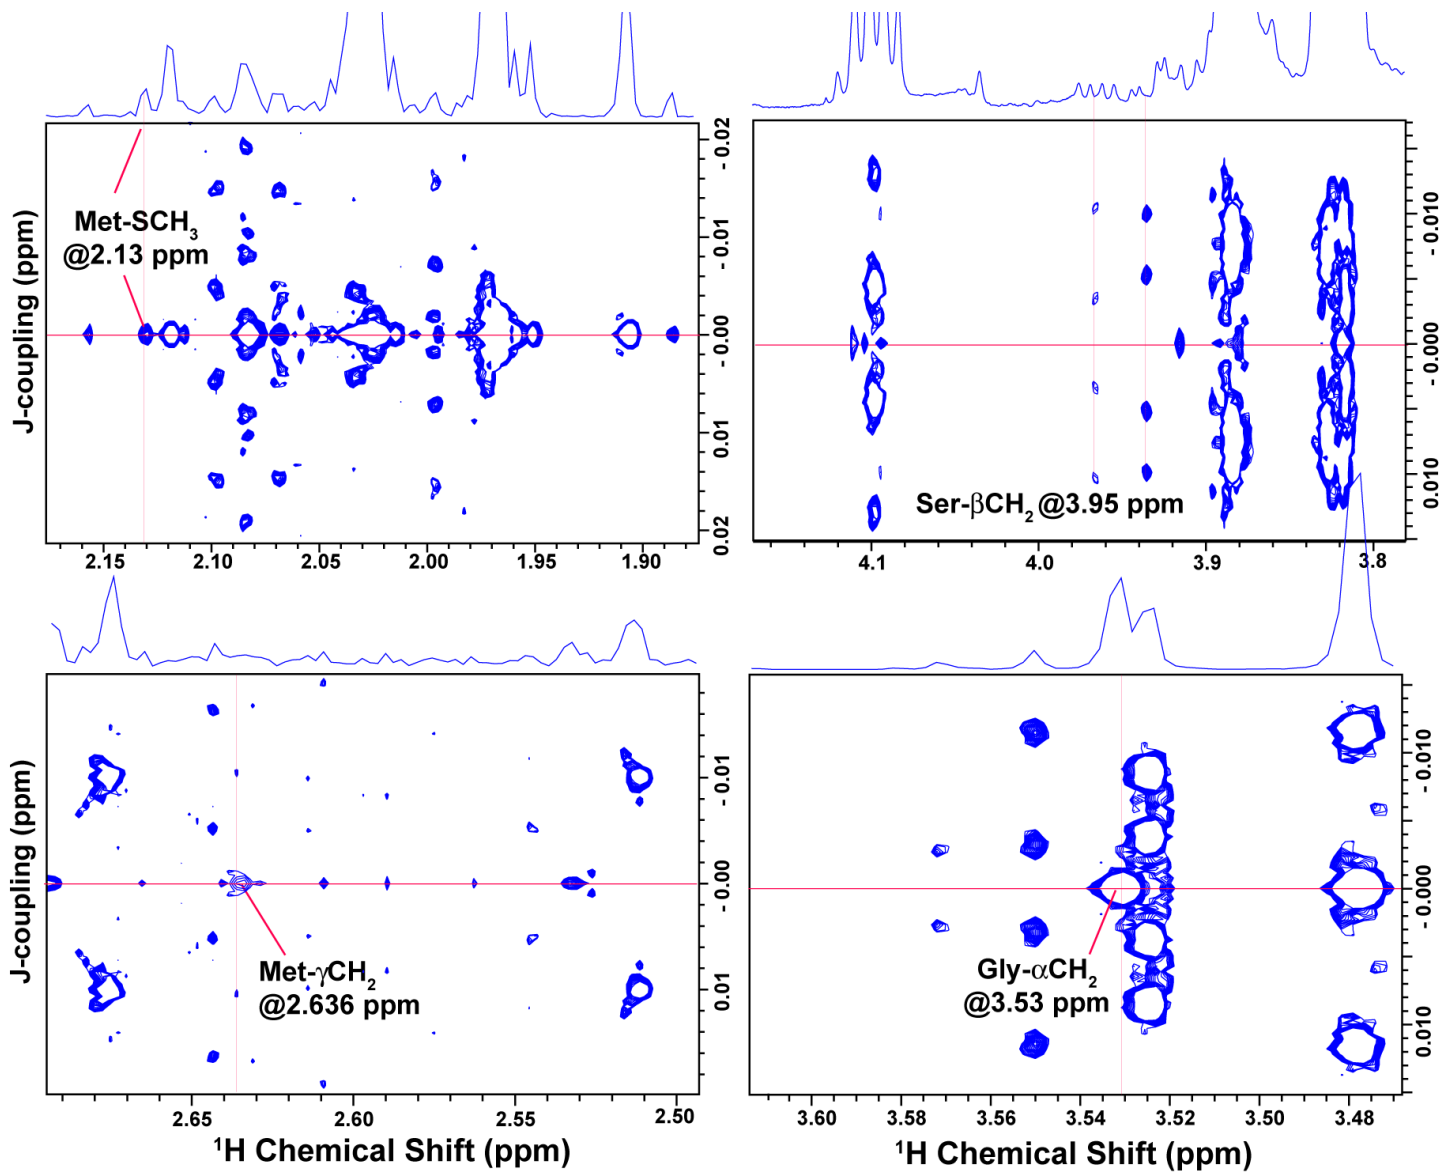 J-coupling (ppm)
- 0.02
- 0.01
- 0.00
0.01
0.02
Met-SCH3
@2.13 ppm
2.15 2.10 2.05 2.00 1.95 1.90
- 0.010
- 0.000
0.010
Ser-βCH2 @3.95 ppm
4.1 4.0 3.9 3.8
J-coupling (ppm)
- 0.01
- 0.00
0.01
Met-γCH2
@2.636 ppm
2.65 2.60 2.55 2.50
1H Chemical Shift (ppm)
- 0.010
- 0.000
0.010
Gly-αCH2
@3.53 ppm
3.60 3.58 3.56 3.54 3.52 3.50 3.48
1H Chemical Shift (ppm)